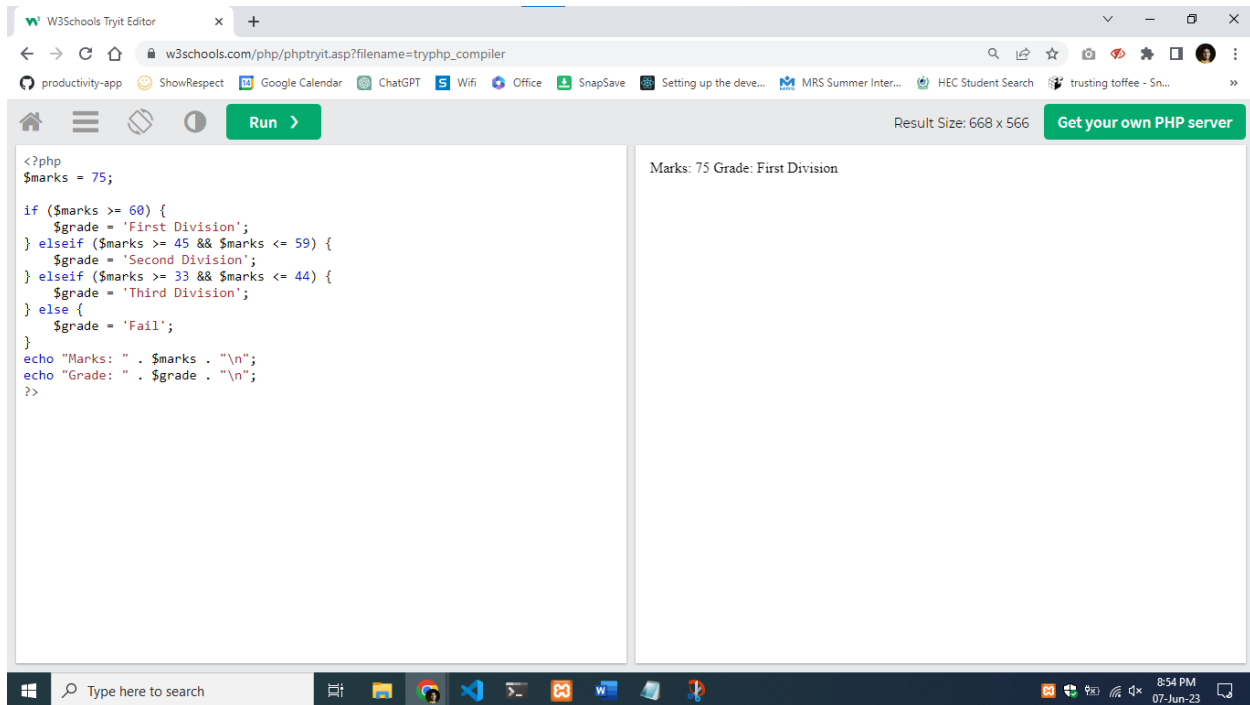 W3Schools Tryit Editor
w3schools.com/php/phptryit.asp?filename=tryphp_compiler
productivity-app ShowRespect 14 Google Calendar ChatGPT S Wifi Office SnapSave Setting up the deve... MRS MRS Summer Inter... HEC Student Search trusting toffee - Sn... »
Run ❯ Result Size: 668 x 566 Get your own PHP server
<?php
$marks = 75;
if ($marks >= 60) {
    $grade = 'First Division';
} elseif ($marks >= 45 && $marks <= 59) {
    $grade = 'Second Division';
} elseif ($marks >= 33 && $marks <= 44) {
    $grade = 'Third Division';
} else {
    $grade = 'Fail';
}
echo "Marks: " . $marks . "\n";
echo "Grade: " . $grade . "\n";
?>
Marks: 75 Grade: First Division
Type here to search
8:54 PM
07-Jun-23